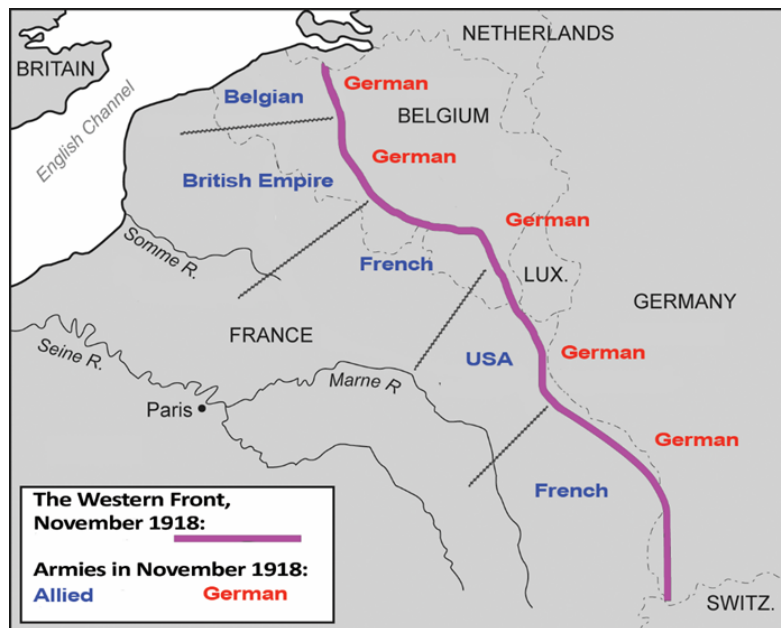 NETHERLANDS
BRITAIN
English Channel
Belgian
German
BELGIUM
German
British Empire
German
Somme R.
French
LUX.
GERMANY
FRANCE
Seine R.
USA
German
Marne R
Paris
German
French
The Western Front,
November 1918:
Armies in November 1918:
Allied German
SWITZ.